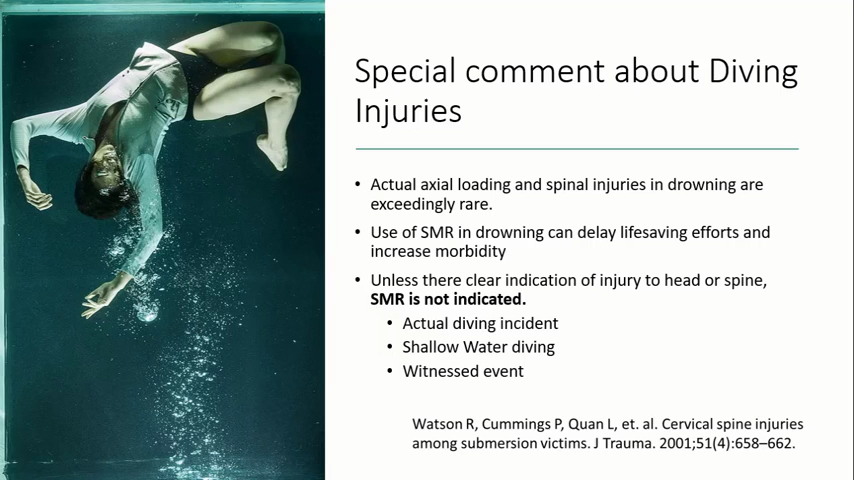 Special comment about Diving
Injuries
• Actual axial loading and spinal injuries in drowning are
exceedingly rare.
• Use of SMR in drowning can delay lifesaving efforts and
increase morbidity
• Unless there clear indication of injury to head or spine,
SMR is not indicated.
• Actual diving incident
• Shallow Water diving
• Witnessed event
Watson R, Cummings P, Quan L, et. al. Cervical spine injuries
among submersion victims. J Trauma. 2001;51(4):658–662.